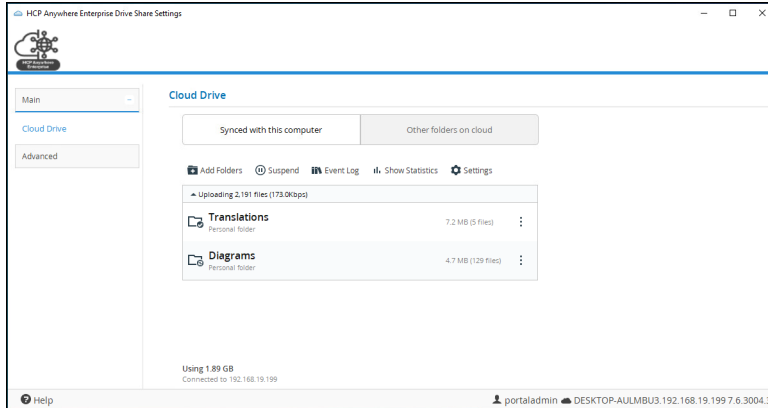 HCP Anywhere Enterprise Drive Share Settings
HCP Anywhere
Enterprise
Main
Cloud Drive
Advanced
Cloud Drive
Synced with this computer
Other folders on cloud
Add Folders Suspend Event Log Show Statistics Settings
Uploading 2,191 files (173.0Kbps)
Translations
Personal folder
7.2 MB (5 files)
Diagrams
Personal folder
4.7 MB (129 files)
Using 1.89 GB
Connected to 192.168.19.199
Help
portaladmin DESKTOP-AULMBU3.192.168.19.199 7.6.3004.